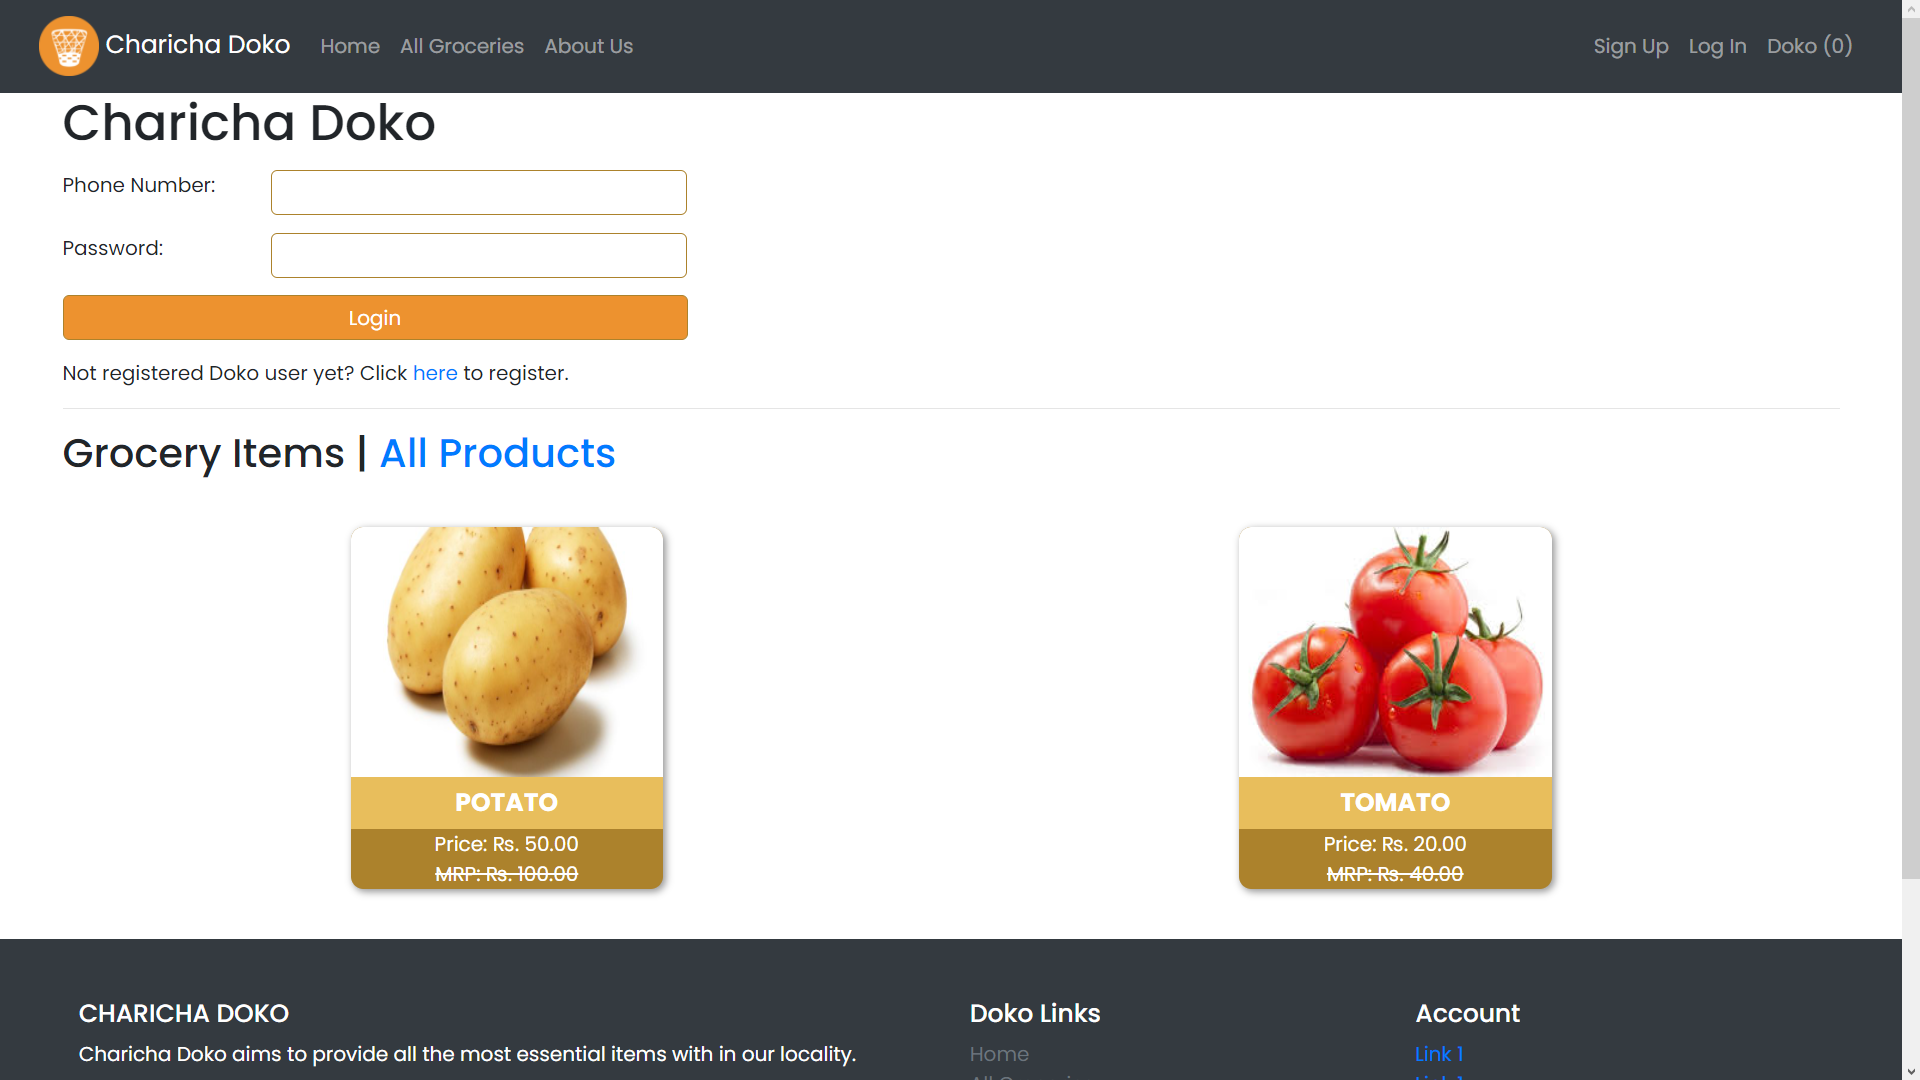 Charicha Doko Home All Groceries About Us Sign Up Log In Doko (0)
Charicha Doko
Phone Number:
Password:
Login
Not registered Doko user yet? Click here to register.
Grocery Items | All Products
POTATO
Price: Rs. 50.00
MRP: Rs. 100.00
TOMATO
Price: Rs. 20.00
MRP: Rs. 40.00
CHARICHA DOKO
Charicha Doko aims to provide all the most essential items with in our locality.
Doko Links
Home
Account
Link 1